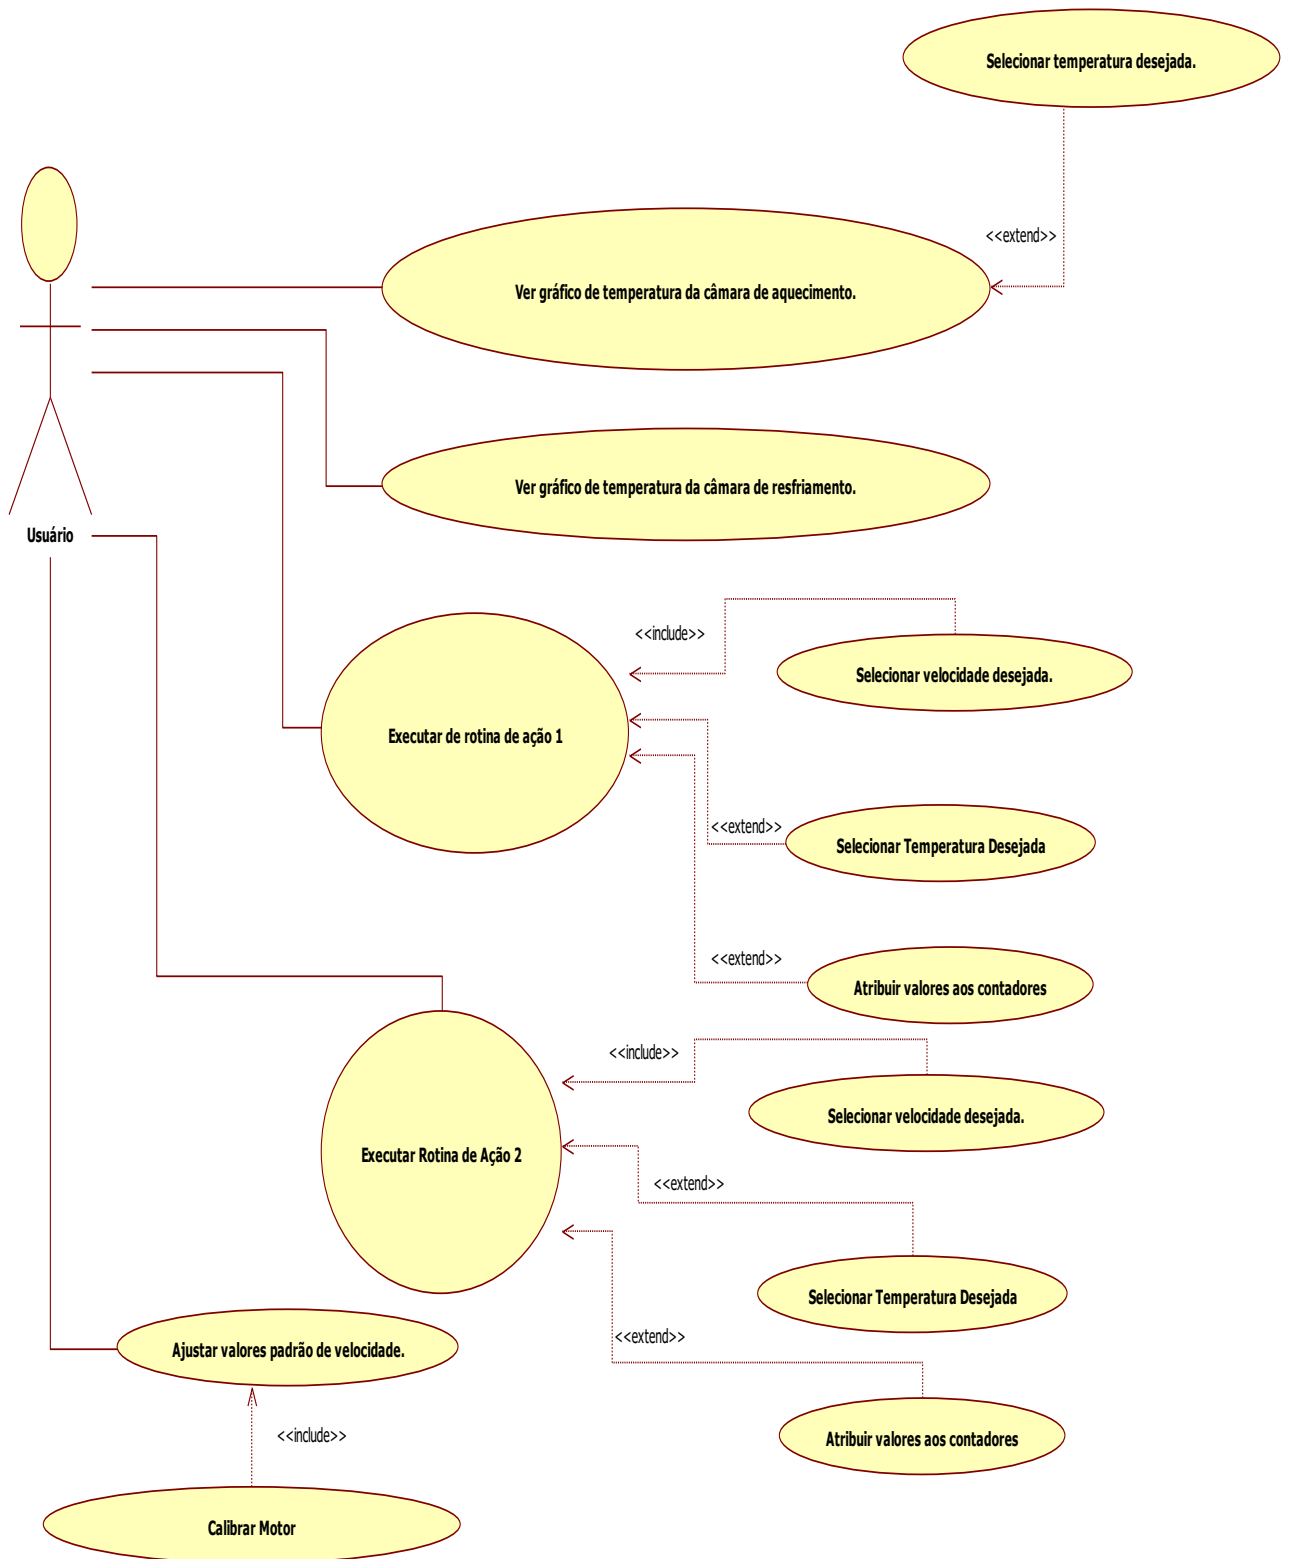 Selecionar temperatura desejada.
<<extend>>
Ver gráfico de temperatura da câmara de aquecimento.
Ver gráfico de temperatura da câmara de resfriamento.
Usuário
<<include>>
Selecionar velocidade desejada.
Executar de rotina de ação 1
<<extend>>
Selecionar Temperatura Desejada
<<extend>>
Atribuir valores aos contadores
<<include>>
Selecionar velocidade desejada.
Executar Rotina de Ação 2
<<extend>>
Selecionar Temperatura Desejada
<<extend>>
Ajustar valores padrão de velocidade.
<<include>>
Atribuir valores aos contadores
Calibrar Motor